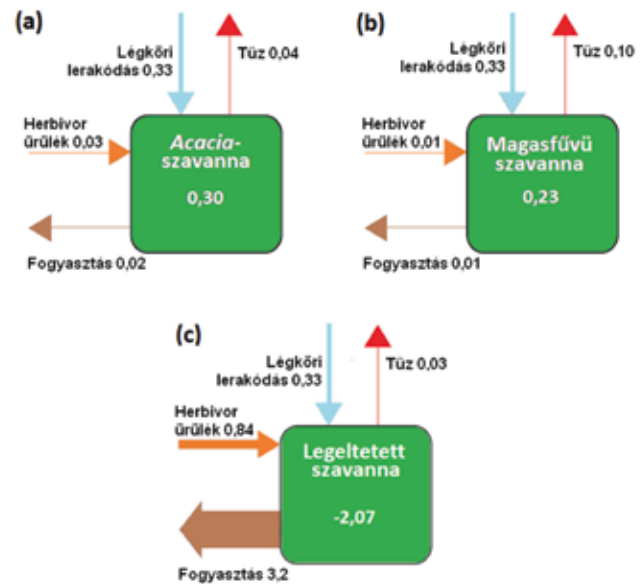 (a)
Légköri
lerakódás 0,33
Tűz 0,04
Herbivor
ürülék 0,03
Acacia-
szavanna
0,30
Fogyasztás 0,02
(b)
Légköri
lerakódás 0,33
Tűz 0,10
Herbivor
ürülék 0,01
Magasfűvű
szavanna
0,23
Fogyasztás 0,01
(c)
Légköri
lerakódás 0,33
Tűz 0,03
Herbivor
ürülék 0,84
Legeltetett
szavanna
-2,07
Fogyasztás 3,2